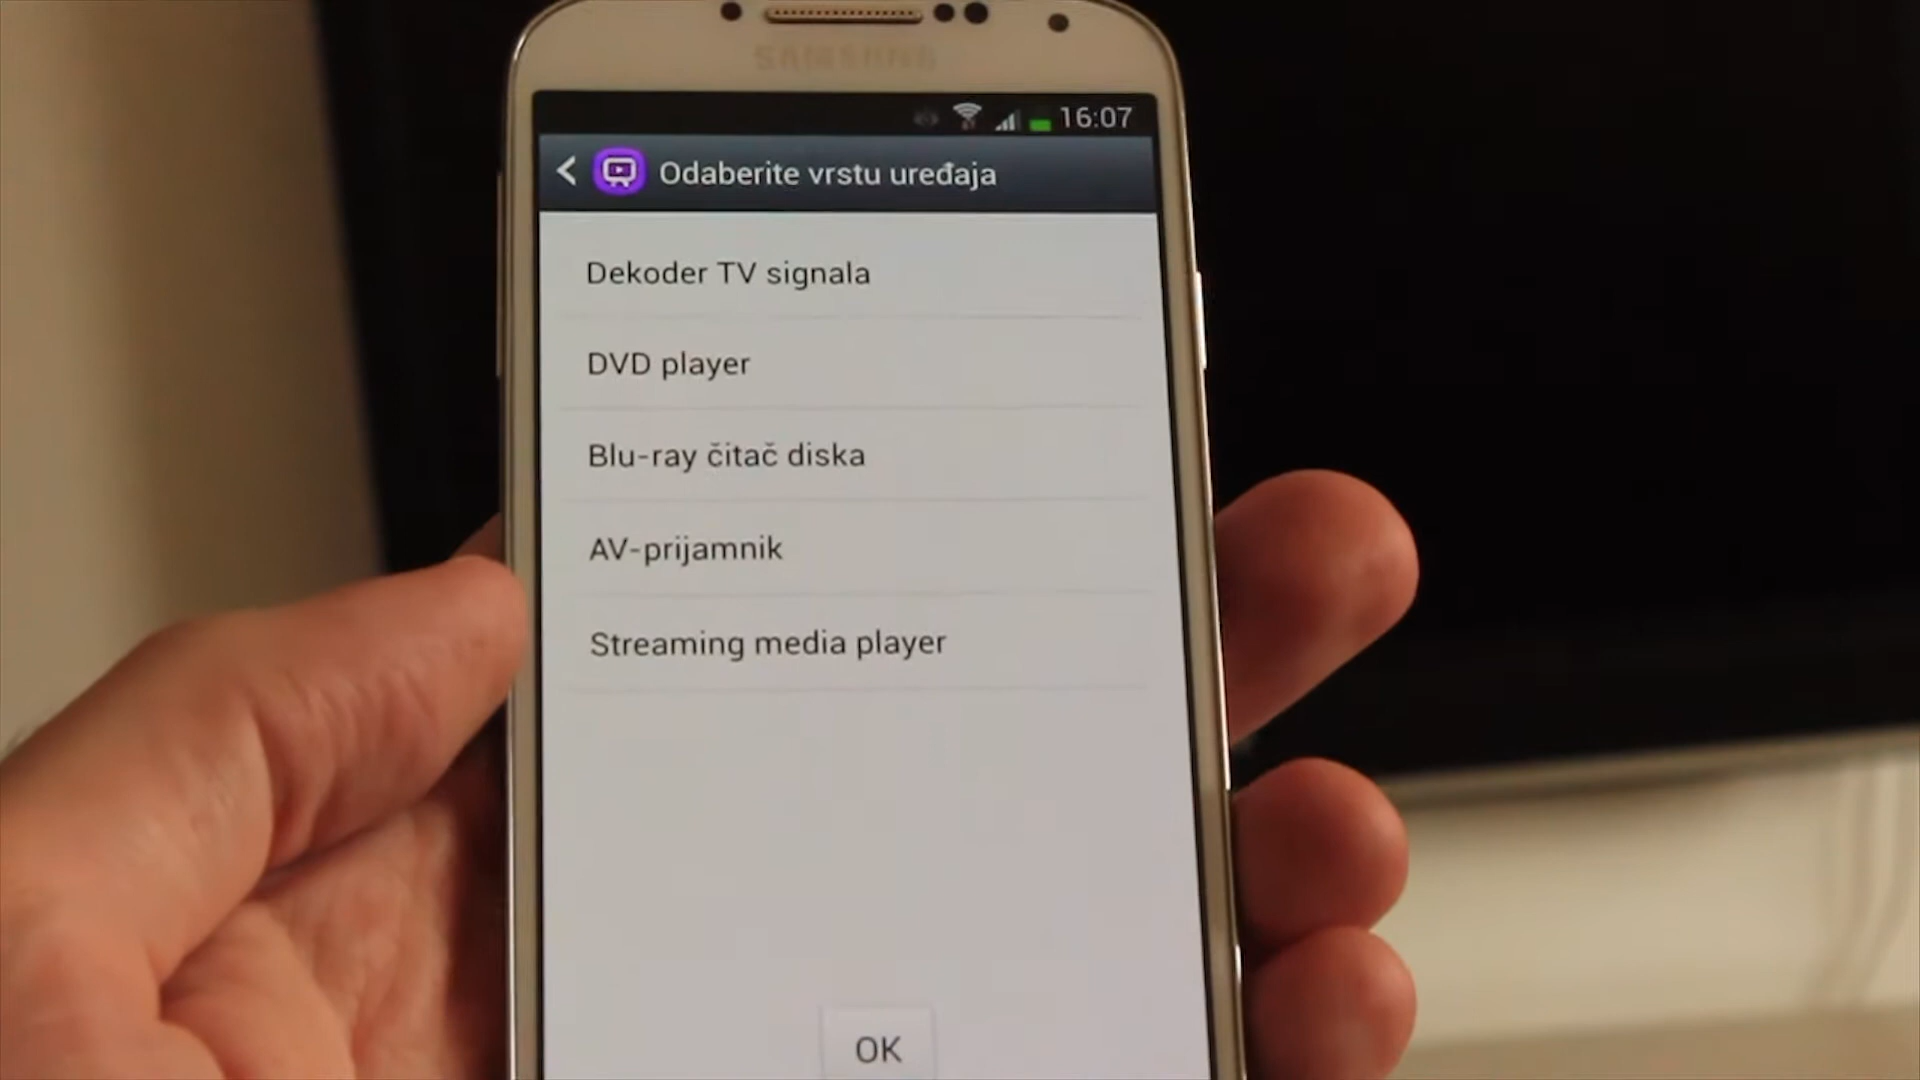 SAMSUNG
16:07
Odaberite vrstu uređaja
Dekoder TV signala
DVD player
Blu-ray čitač diska
AV-prijamnik
Streaming media player
OK